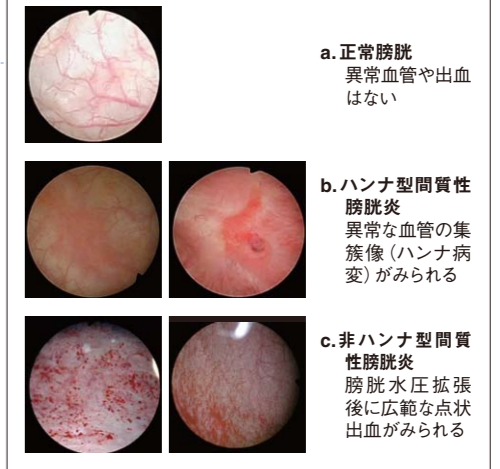 a.正常膀胱
異常血管や出血
はない
b.ハンナ型間質性
膀胱炎
異常な血管の集
簇像（ハンナ病
変）がみられる
c.非ハンナ型間質
性膀胱炎
膀胱水圧拡張
後に広範な点状
出血がみられる